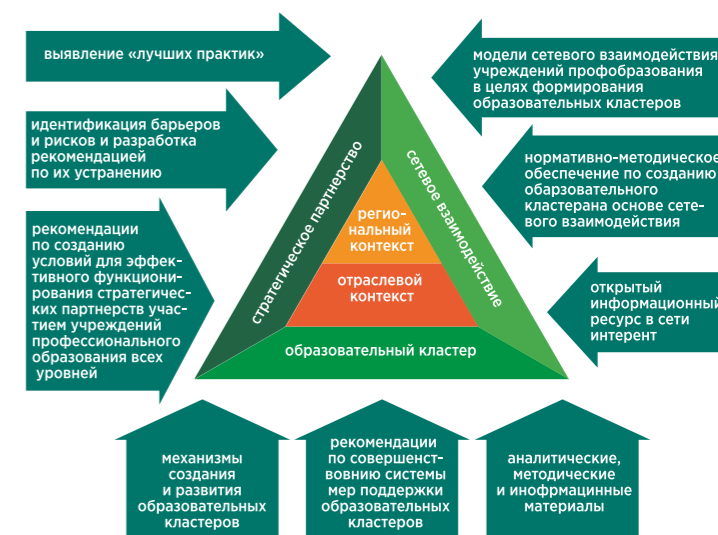 выявление «лучших практик»
идентификация барьеров
и рисков и разработка
рекомендацией
по их устранению
рекомендации
по созданию
условий для эффек-
тивного функциони-
рования стратегичес-
ких партнерств учас-
тием учреждений
профессионального
образования всех
уровней
стратегическое партнерство
сетевое взаимодействие
регио-
нальный
контекст
отраслевой
контекст
образовательный кластер
модели сетевого взаимодействия
учреждений профобразования
в целях формирования
образовательных кластеров
нормативно-методическое
обеспечение по созданию
обарзовательного
кластерана основе сете-
вого взаимодействия
открытый
информационный
ресурс в сети
интерент
механизмы
создания
и развития
образовательных
кластеров
рекомендации
по совершенст-
вовнию системы
мер поддержки
образовательных
кластеров
аналитические,
методические
и инофрмацинные
материалы